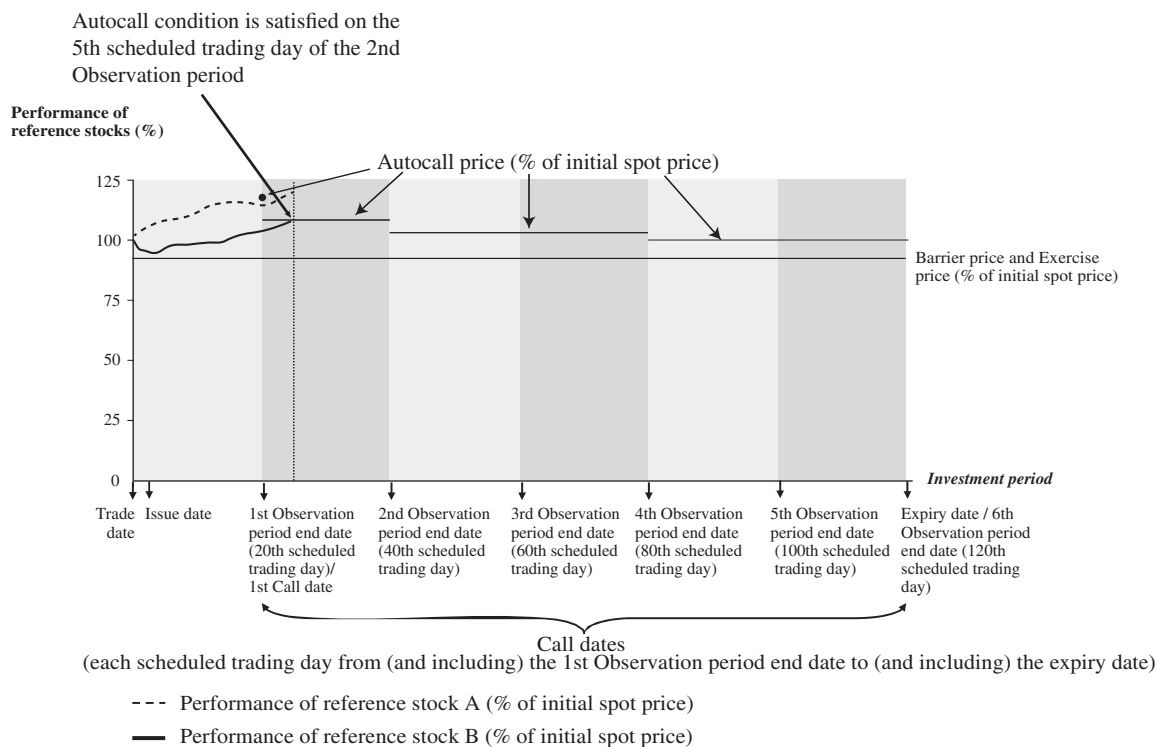 Autocall condition is satisfied on the
5th scheduled trading day of the 2nd
Observation period
Performance of
reference stocks (%)
Autocall price (% of initial spot price)
125
100
75
50
25
0
Barrier price and Exercise
price (% of initial spot price)
Investment period
Trade
date
Issue date
1st Observation
period end date
(20th scheduled
trading day)/
1st Call date
2nd Observation
period end date
(40th scheduled
trading day)
3rd Observation
period end date
(60th scheduled
trading day)
4th Observation
period end date
(80th scheduled
trading day)
5th Observation
period end date
(100th scheduled
trading day)
Expiry date / 6th
Observation period
end date (120th
scheduled trading
day)
Call dates
(each scheduled trading day from (and including) the 1st Observation period end date to (and including) the expiry date)
Performance of reference stock A (% of initial spot price)
Performance of reference stock B (% of initial spot price)